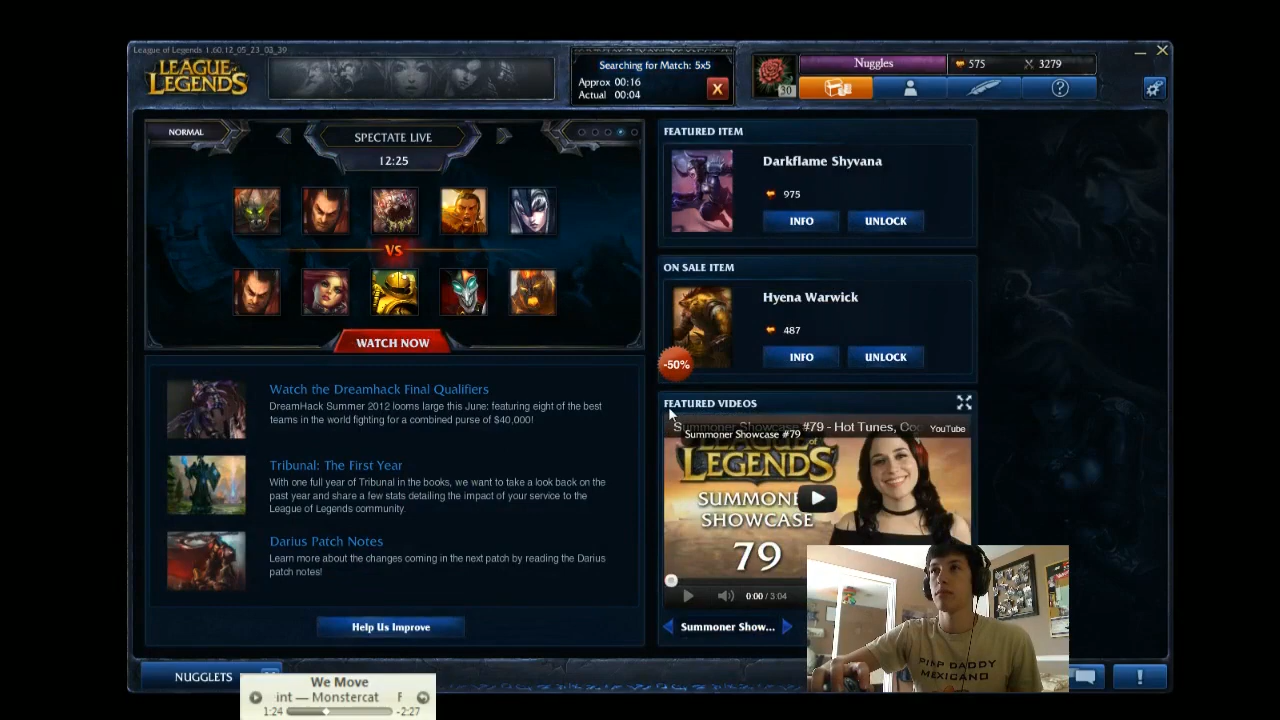 League of Legends 1.60.12_05_23_03_39
LEAGUE of LEGENDS
Searching for Match: 5x5
Approx 00:16
Actual 00:04
X
30
Nuggles
575
3279
?
NORMAL
SPECTATE LIVE
12:25
VS
WATCH NOW
Watch the Dreamhack Final Qualifiers
DreamHack Summer 2012 looms large this June: featuring eight of the best
teams in the world fighting for a combined purse of $40,000!
Tribunal: The First Year
With one full year of Tribunal in the books, we want to take a look back on the
past year and share a few stats detailing the impact of your service to the
League of Legends community.
Darius Patch Notes
Learn more about the changes coming in the next patch by reading the Darius
patch notes!
Help Us Improve
FEATURED ITEM
Darkflame Shyvana
975
INFO
UNLOCK
ON SALE ITEM
Hyena Warwick
487
-50%
INFO
UNLOCK
FEATURED VIDEOS
Summoner Showcase #79 - Hot Tunes, Co
YouTube
Summoner Showcase #79
LEGENDS
SUMMONE
SHOWCASE
79
0:00 / 3:04
Summoner Show...
PIMP DADDY
MEXICANO
NUGGLETS
We Move
int — Monstercat F
1:24
-2:27
!